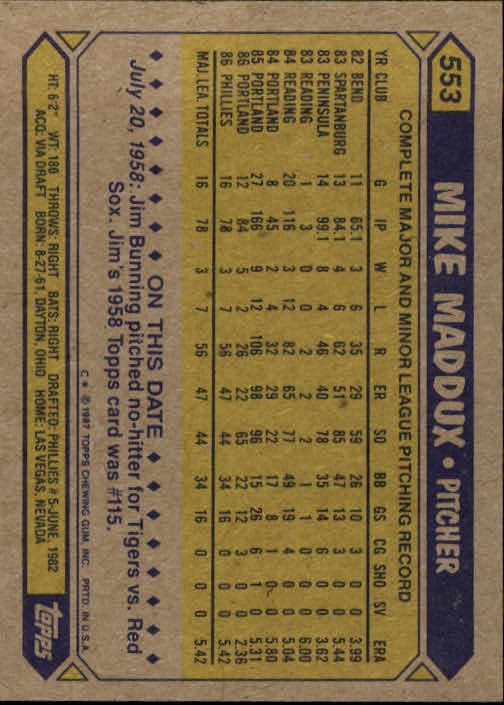 553 MIKE MADDUX • PITCHER
COMPLETE MAJOR AND MINOR LEAGUE PITCHING RECORD
YR CLUB G IP W L R ER SO BB GS CG SHO SV ERA
82 BEND 11 65.1 3 6 35 29 59 26 10 3 0 0 3.99
83 SPARTANBURG 13 84.1 4 6 62 51 85 47 13 3 0 0 5.44
83 PENINSULA 14 99.1 8 4 46 40 78 35 14 6 0 0 3.62
83 READING 1 3 0 0 2 2 2 1 1 0 0 0 6.00
84 READING 20 116 3 12 82 65 77 49 19 4 0 0 5.04
84 PORTLAND 8 45 2 4 32 29 22 17 8 1 0 0 5.80
85 PORTLAND 27 166 9 12 106 98 96 15 26 6 1 0 5.31
86 PORTLAND 12 84 5 2 26 22 65 22 12 3 0 0 2.36
86 PHILLIES 16 78 3 7 56 47 44 34 16 0 0 0 5.42
MAJ. LEA. TOTALS 16 78 3 7 56 47 44 34 16 0 0 0 5.42
ON THIS DATE
July 20, 1958: Jim Bunning pitched no-hitter for Tigers vs. Red
Sox. Jim's 1958 Topps card was #115.
C * © 1987 TOPPS CHEWING GUM, INC. PRTD. IN U.S.A.
HT: 6'2" WT: 180 THROWS: RIGHT BATS: RIGHT DRAFTED: PHILLIES # 5-JUNE, 1982
ACQ: VIA DRAFT BORN: 8-27-61, DAYTON, OHIO HOME: LAS VEGAS, NEVADA
topps